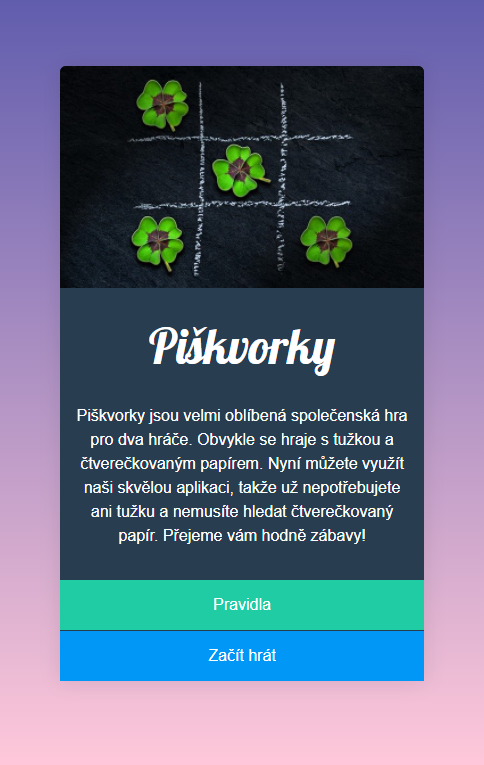 Piškvorky
Piškvorky jsou velmi oblíbená společenská hra
pro dva hráče. Obvykle se hraje s tužkou a
čtverečkovaným papírem. Nyní můžete využít
naši skvělou aplikaci, takže už nepotřebujete
ani tužku a nemusíte hledat čtverečkovaný
papír. Přejeme vám hodně zábavy!
Pravidla
Začít hrát